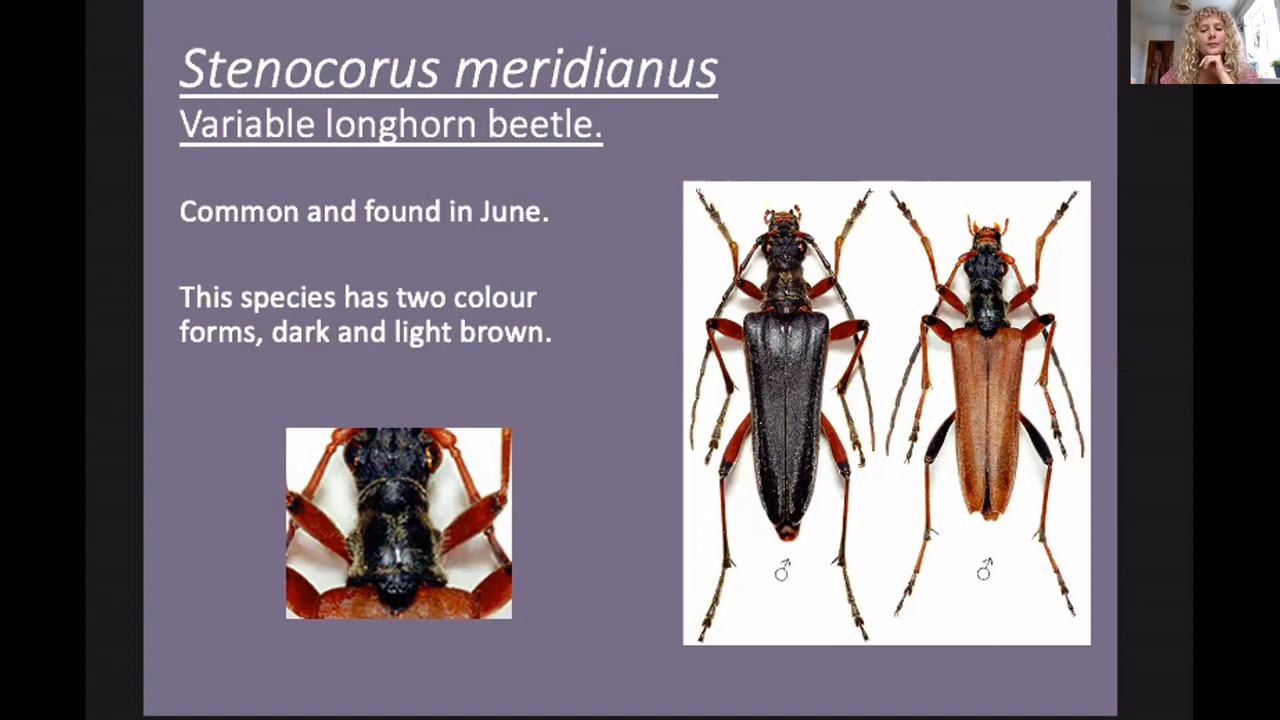 Stenocorus meridianus
Variable longhorn beetle.
Common and found in June.
This species has two colour
forms, dark and light brown.
♂ ♂